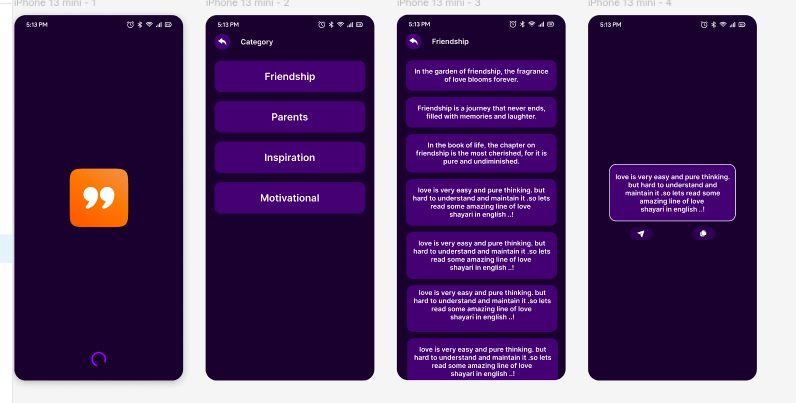 iPhone 13 mini - 1
iPhone 13 mini - 2
iPhone 13 mini - 3
iPhone 13 mini - 4
5:13 PM
5:13 PM
Category
Friendship
Parents
Inspiration
Motivational
5:13 PM
Friendship
In the garden of friendship, the fragrance
of love blooms forever.
Friendship is a journey that never ends,
filled with memories and laughter.
In the book of life, the chapter on
friendship is the most cherished, for it is
pure and undiminished.
love is very easy and pure thinking. but
hard to understand and maintain it .so lets
read some amazing line of love
shayari in english ..!
love is very easy and pure thinking. but
hard to understand and maintain it .so lets
read some amazing line of love
shayari in english ..!
love is very easy and pure thinking. but
hard to understand and maintain it .so lets
read some amazing line of love
shayari in english ..!
love is very easy and pure thinking. but
hard to understand and maintain it .so lets
read some amazing line of love
shayari in english ..!
5:13 PM
love is very easy and pure thinking.
but hard to understand and
maintain it .so lets read some
amazing line of love
shayari in english ..!